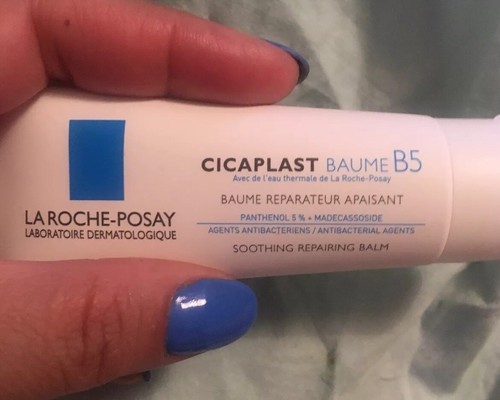 CICAPLAST BAUME B5
Avec de l'eau thermale de La Roche-Posay
BAUME REPARATEUR APAISANT
PANTHENOL 5 % + MADECASSOSIDE
AGENTS ANTIBACTERIENS / ANTIBACTERIAL AGENTS
SOOTHING REPAIRING BALM
LA ROCHE-POSAY
LABORATOIRE DERMATOLOGIQUE